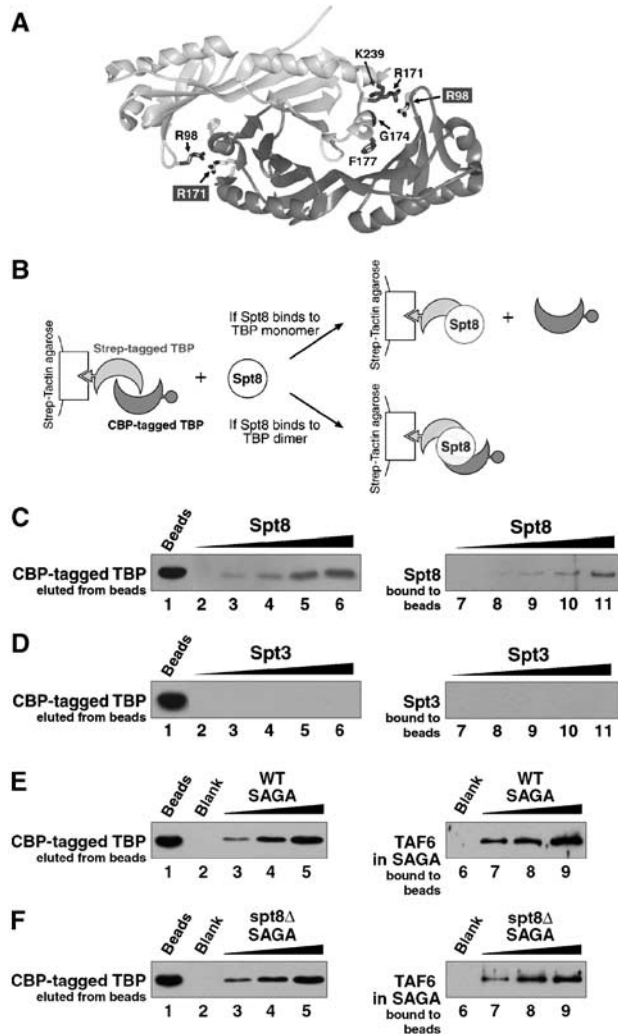 A
K239
R171
R98
R98
G174
F177
R171
B
Strep-Tactin agarose
Strep-tagged TBP
CBP-tagged TBP
+
Spt8
If Spt8 binds to
TBP monomer
If Spt8 binds to
TBP dimer
Strep-Tactin agarose
Spt8
+
Strep-Tactin agarose
Spt8
C
Beads
Spt8
CBP-tagged TBP
eluted from beads
1 2 3 4 5 6
Spt8
Spt8
bound to
beads
7 8 9 10 11
D
Beads
Spt3
CBP-tagged TBP
eluted from beads
1 2 3 4 5 6
Spt3
Spt3
bound to
beads
7 8 9 10 11
E
Beads
Blank
WT
SAGA
CBP-tagged TBP
eluted from beads
1 2 3 4 5
Blank
WT
SAGA
TAF6
in SAGA
bound to
beads
6 7 8 9
F
Beads
Blank
spt8Δ
SAGA
CBP-tagged TBP
eluted from beads
1 2 3 4 5
Blank
spt8Δ
SAGA
TAF6
in SAGA
bound to
beads
6 7 8 9